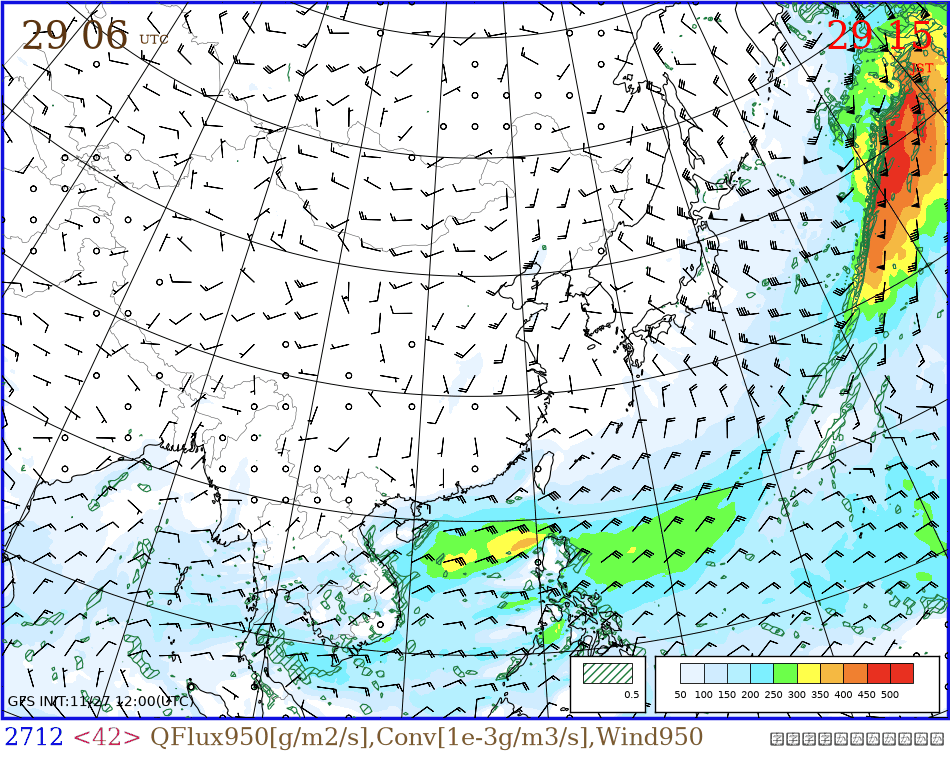 29 06 UTC
29 15
ST
0.5
50 100 150 200 250 300 350 400 450 500
GFS INIT:11/27 12:00(UTC)
2712 <42> QFlux950[g/m2/s],Conv[1e-3g/m3/s],Wind950